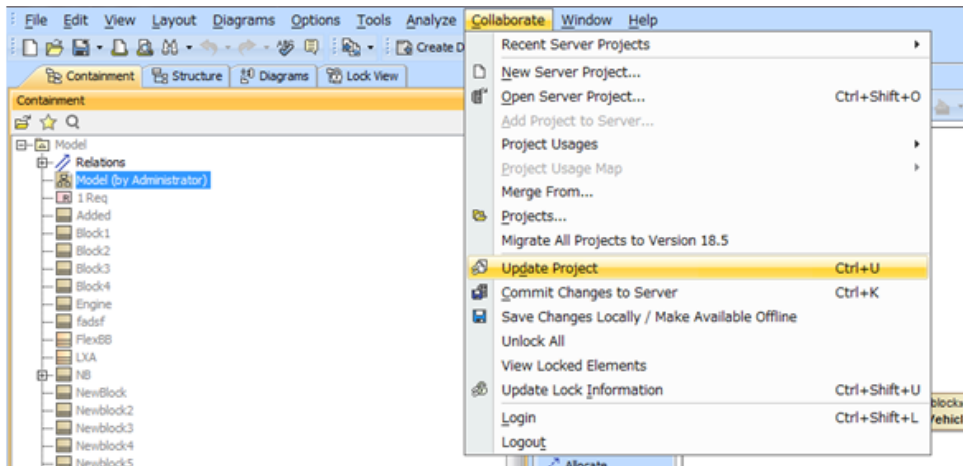 File Edit View Layout Diagrams Options Tools Analyze Collaborate Window Help
Create D
Containment Structure Diagrams Lock View
Containment
Model
Relations
Model (by Administrator)
1 Req
Added
Block1
Block2
Block3
Block4
Engine
fadsf
FlexBB
LXA
NB
NewBlock
Newblock2
Newblock3
Newblock4
Newblock5
Recent Server Projects
New Server Project...
Open Server Project... Ctrl+Shift+O
Add Project to Server...
Project Usages
Project Usage Map
Merge From...
Projects...
Migrate All Projects to Version 18.5
Update Project Ctrl+U
Commit Changes to Server Ctrl+K
Save Changes Locally / Make Available Offline
Unlock All
View Locked Elements
Update Lock Information Ctrl+Shift+U
Login Ctrl+Shift+L
Logout
block»
Vehicl
Allocate